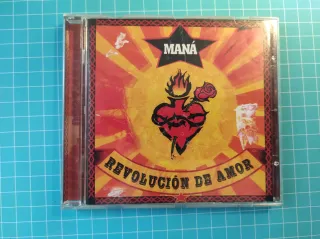 MANÁ
REVOLUCIÓN DE AMOR